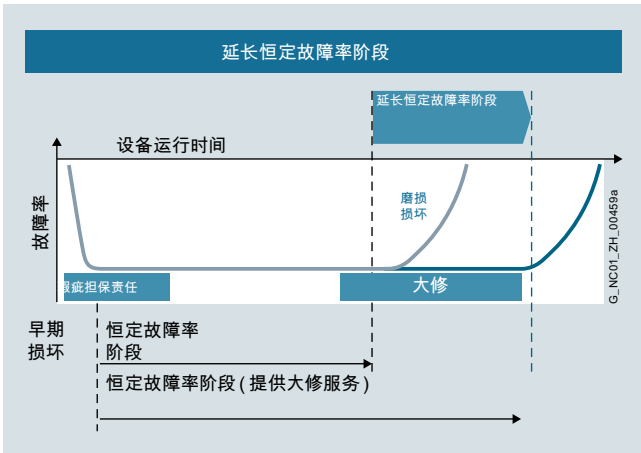 延长恒定故障率阶段
延长恒定故障率阶段
设备运行时间
故障率
磨损
损坏
瑕疵担保责任
大修
G_NC01_ZH_00459a
早期
损坏
恒定故障率
阶段
恒定故障率阶段(提供大修服务)